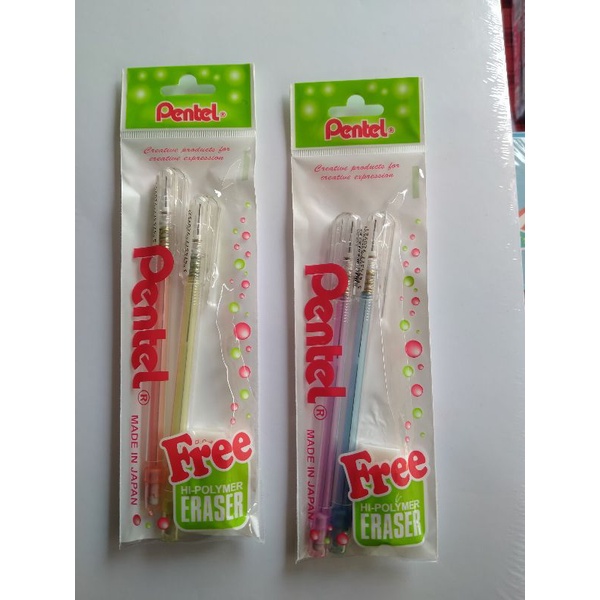 Pentel®
Creative products for
creative expression
Pentel®
MADE IN JAPAN
Free
HI-POLYMER
ERASER
Pentel®
Creative products for
creative expression
Pentel®
MADE IN JAPAN
Free
HI-POLYMER
ERASER